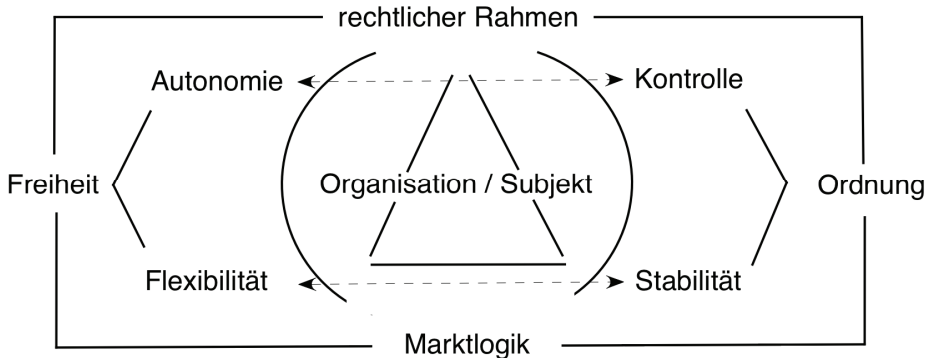 rechtlicher Rahmen
Autonomie
Kontrolle
Freiheit
Organisation / Subjekt
Ordnung
Flexibilität
Stabilität
Marktlogik